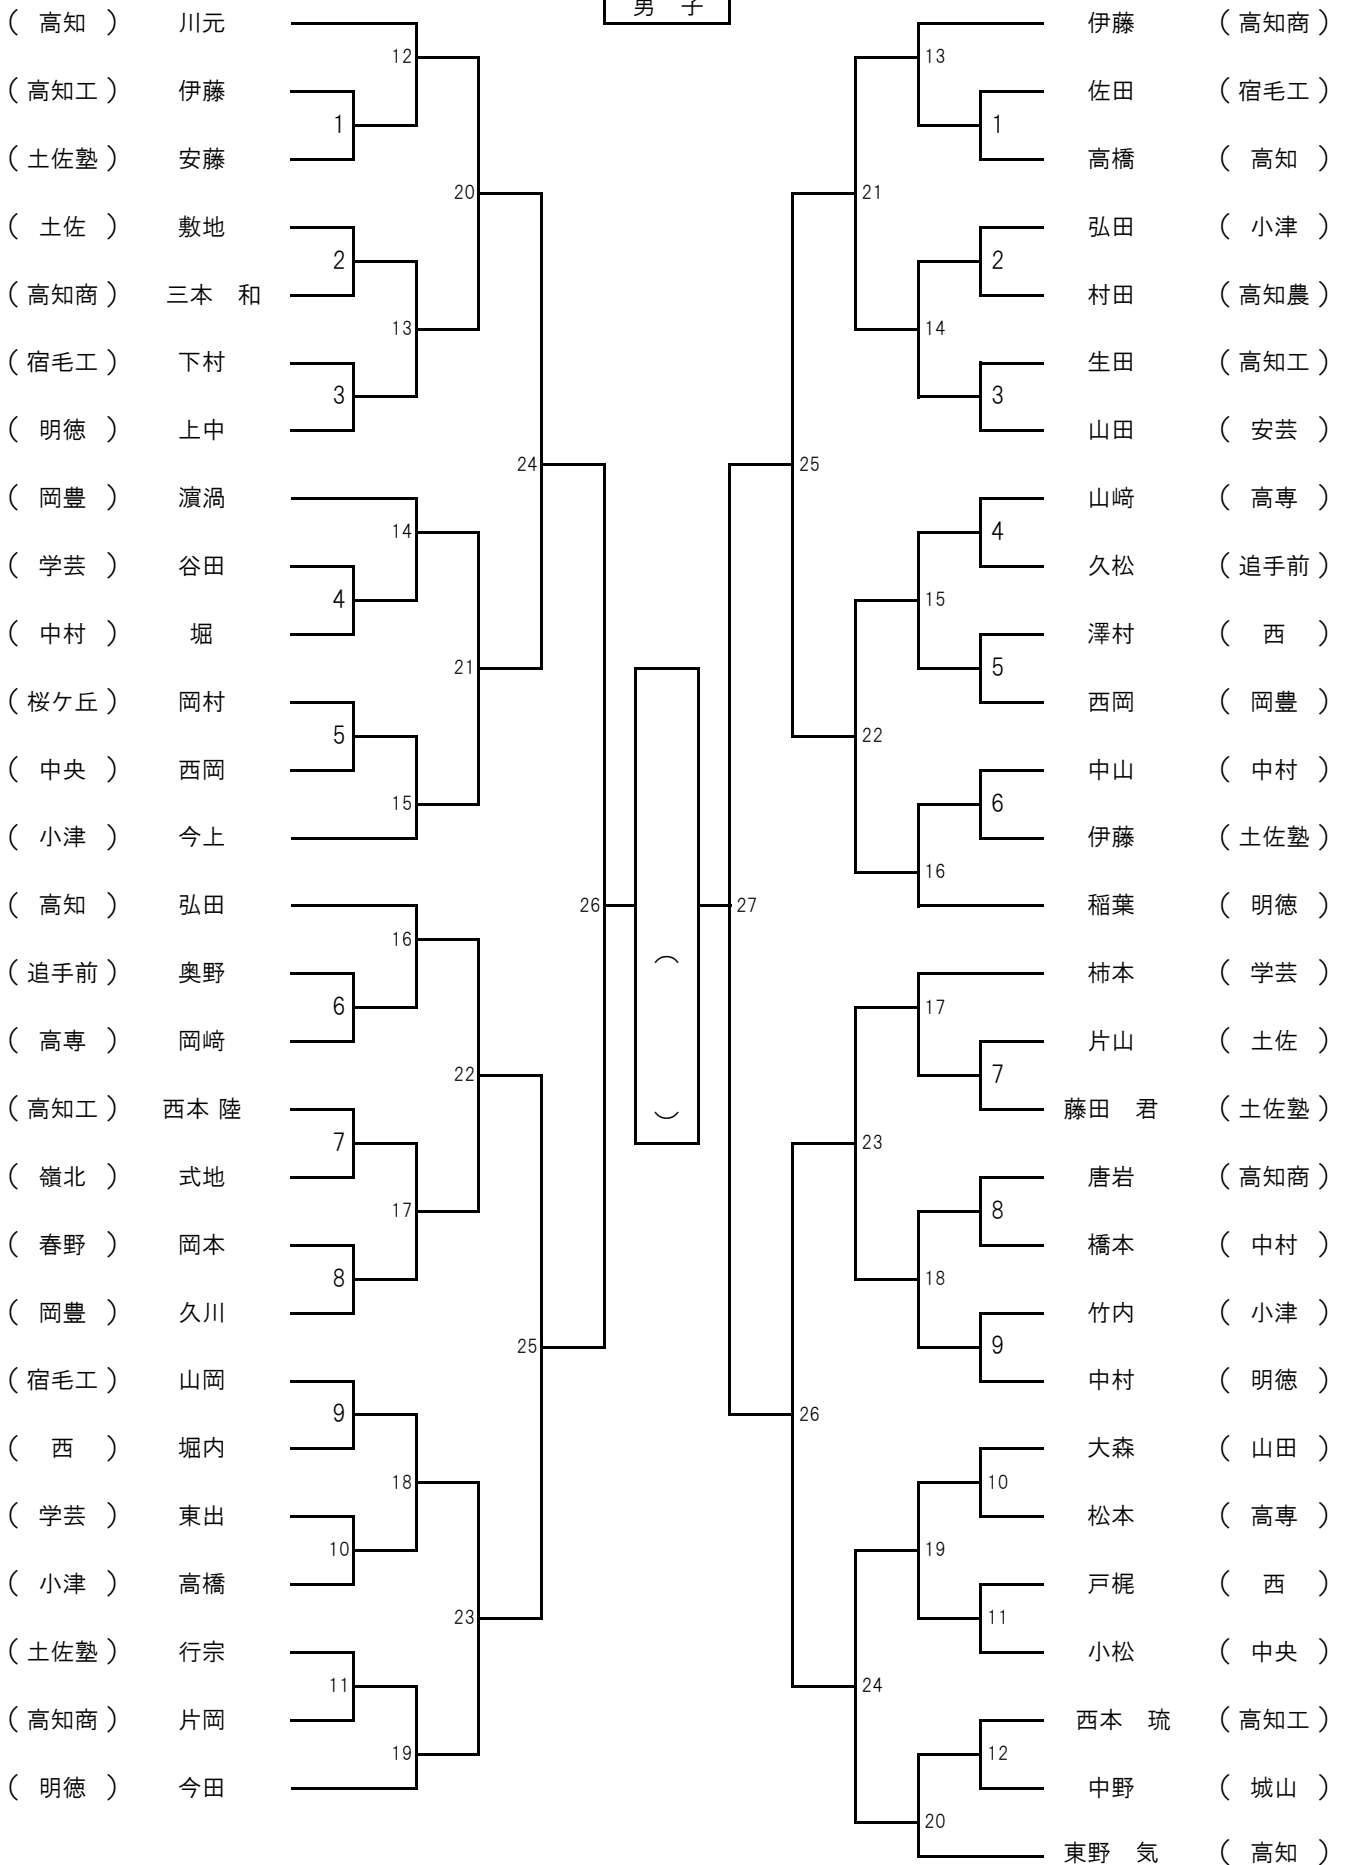 男　子
（ 高知 ） 川元
12
（ 高知工 ） 伊藤
1
（ 土佐塾 ） 安藤
20
（ 土佐 ） 敷地
2
（ 高知商 ） 三本　和
13
（ 宿毛工 ） 下村
3
（ 明徳 ） 上中
24
（ 岡豊 ） 濵渦
14
（ 学芸 ） 谷田
4
（ 中村 ） 堀
21
（ 桜ケ丘 ） 岡村
5
（ 中央 ） 西岡
15
（ 小津 ） 今上
26
（ 高知 ） 弘田
16
（ 追手前 ） 奥野
6
（ 高専 ） 岡﨑
22
（ 高知工 ） 西本 陸
7
（ 嶺北 ） 式地
17
（ 春野 ） 岡本
8
（ 岡豊 ） 久川
25
（ 宿毛工 ） 山岡
9
（ 西 ） 堀内
18
（ 学芸 ） 東出
10
（ 小津 ） 高橋
23
（ 土佐塾 ） 行宗
11
（ 高知商 ） 片岡
19
（ 明徳 ） 今田
（　　）
伊藤 （ 高知商 ）
13
佐田 （ 宿毛工 ）
1
高橋 （ 高知 ）
21
弘田 （ 小津 ）
2
村田 （ 高知農 ）
14
生田 （ 高知工 ）
3
山田 （ 安芸 ）
25
山﨑 （ 高専 ）
4
久松 （ 追手前 ）
15
澤村 （ 西 ）
5
西岡 （ 岡豊 ）
22
中山 （ 中村 ）
6
伊藤 （ 土佐塾 ）
16
稲葉 （ 明徳 ）
27
柿本 （ 学芸 ）
17
片山 （ 土佐 ）
7
藤田　君 （ 土佐塾 ）
23
唐岩 （ 高知商 ）
8
橋本 （ 中村 ）
18
竹内 （ 小津 ）
9
中村 （ 明徳 ）
26
大森 （ 山田 ）
10
松本 （ 高専 ）
19
戸梶 （ 西 ）
11
小松 （ 中央 ）
24
西本　琉 （ 高知工 ）
12
中野 （ 城山 ）
20
東野　気 （ 高知 ）